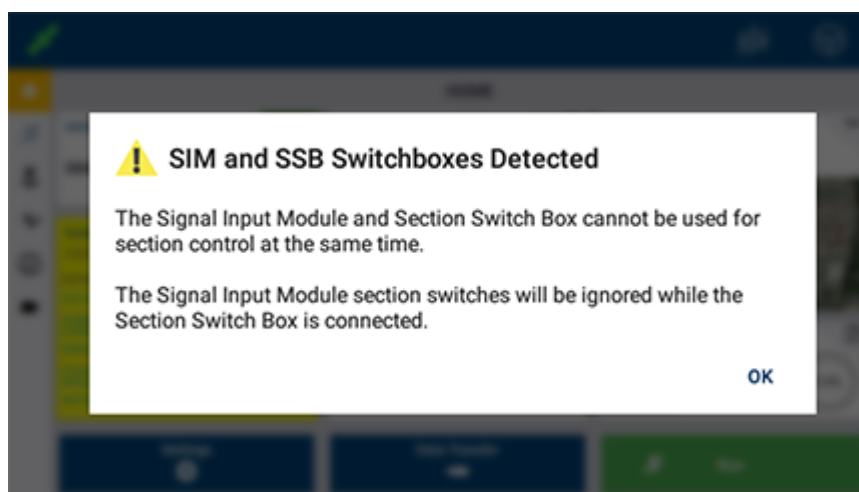 SIM and SSB Switchboxes Detected
The Signal Input Module and Section Switch Box cannot be used for
section control at the same time.
The Signal Input Module section switches will be ignored while the
Section Switch Box is connected.
OK